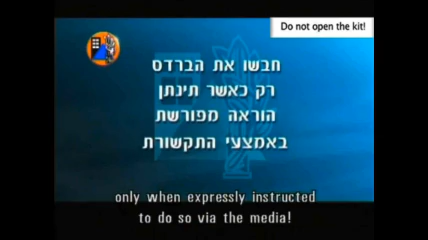 Do not open the kit!
חבשו את הברדס
רק כאשר תינתן
הוראה מפורשת
באמצעי התקשורת
only when expressly instructed
to do so via the media!